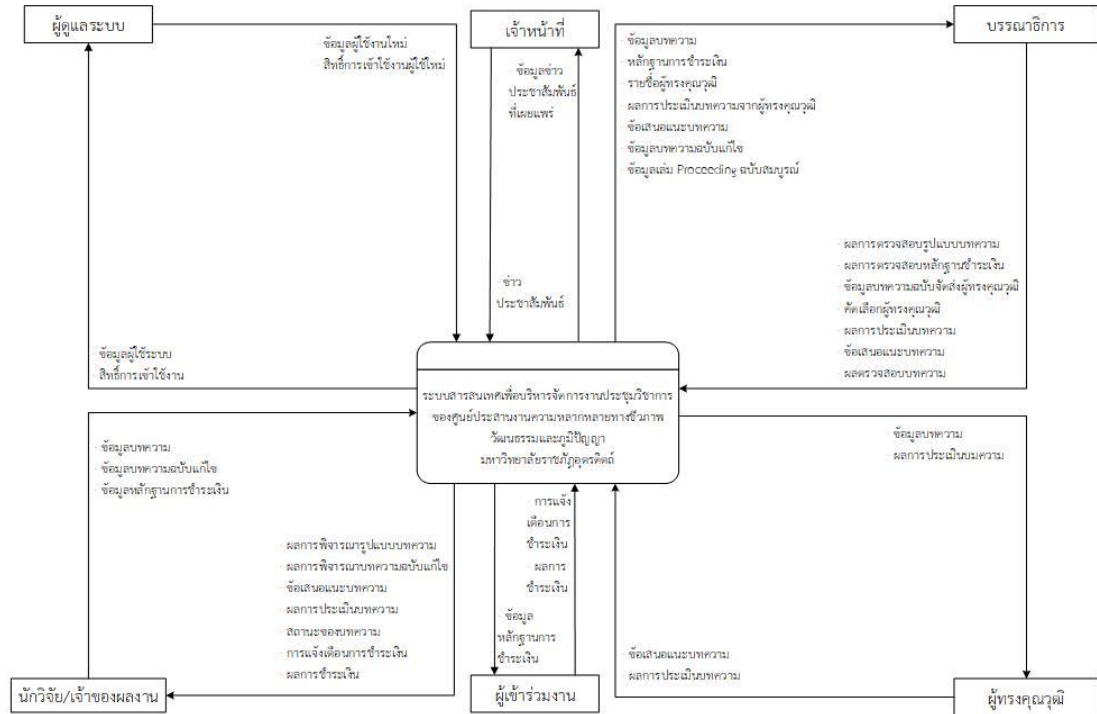 ผู้ดูแลระบบ
เจ้าหน้าที่
บรรณาธิการ
ข้อมูลผู้ใช้งานใหม่
สิทธิ์การเข้าใช้งานผู้ใช้ใหม่
- ข้อมูลข่าว
ประชาสัมพันธ์
ที่เผยแพร่
- ข้อมูลบทความ
หลักฐานการชำระเงิน
- รายชื่อผู้ทรงคุณวุฒิ
- ผลการประเมินบทความจากผู้ทรงคุณวุฒิ
- ข้อเสนอแนะบทความ
- ข้อมูลบทความฉบับแก้ไข
- ข้อมูลเล่ม Proceeding ฉบับสมบูรณ์
- ข่าว
ประชาสัมพันธ์
- ผลการตรวจสอบรูปแบบบทความ
- ผลการตรวจสอบหลักฐานชำระเงิน
- ข้อมูลบทความฉบับจัดส่งผู้ทรงคุณวุฒิ
- คัดเลือกผู้ทรงคุณวุฒิ
- ผลการประเมินบทความ
- ข้อเสนอแนะบทความ
- ผลตรวจสอบบทความ
- ข้อมูลผู้ใช้ระบบ
สิทธิ์การเข้าใช้งาน
ระบบสารสนเทศเพื่อบริหารจัดการงานประชุมวิชาการ
ของศูนย์ประสานงานความหลากหลายทางชีวภาพ
วัฒนธรรมและภูมิปัญญา
มหาวิทยาลัยราชภัฏอุตรดิตถ์
- ข้อมูลบทความ
- ข้อมูลบทความฉบับแก้ไข
- ข้อมูลหลักฐานการชำระเงิน
- ข้อมูลบทความ
- ผลการประเมินบมความ
- การแจ้ง
เตือนการ
ชำระเงิน
- ผลการ
ชำระเงิน
- ผลการพิจารณารูปแบบบทความ
- ผลการพิจารณาบทความฉบับแก้ไข
- ข้อเสนอแนะบทความ
- ผลการประเมินบทความ
- สถานะของบทความ
- การแจ้งเตือนการชำระเงิน
- ผลการชำระเงิน
- ข้อมูล
หลักฐานการ
ชำระเงิน
- ข้อเสนอแนะบทความ
- ผลการประเมินบทความ
นักวิจัย/เจ้าของผลงาน
ผู้เข้าร่วมงาน
ผู้ทรงคุณวุฒิ